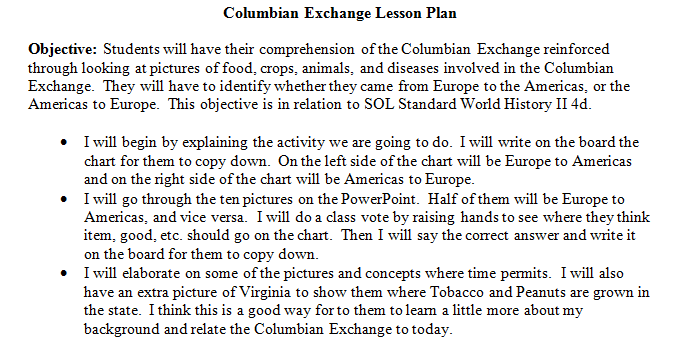 Columbian Exchange Lesson Plan
Objective: Students will have their comprehension of the Columbian Exchange reinforced
through looking at pictures of food, crops, animals, and diseases involved in the Columbian
Exchange. They will have to identify whether they came from Europe to the Americas, or the
Americas to Europe. This objective is in relation to SOL Standard World History II 4d.
• I will begin by explaining the activity we are going to do. I will write on the board the
chart for them to copy down. On the left side of the chart will be Europe to Americas
and on the right side of the chart will be Americas to Europe.
• I will go through the ten pictures on the PowerPoint. Half of them will be Europe to
Americas, and vice versa. I will do a class vote by raising hands to see where they think
item, good, etc. should go on the chart. Then I will say the correct answer and write it
on the board for them to copy down.
• I will elaborate on some of the pictures and concepts where time permits. I will also
have an extra picture of Virginia to show them where Tobacco and Peanuts are grown in
the state. I think this is a good way for to them to learn a little more about my
background and relate the Columbian Exchange to today.